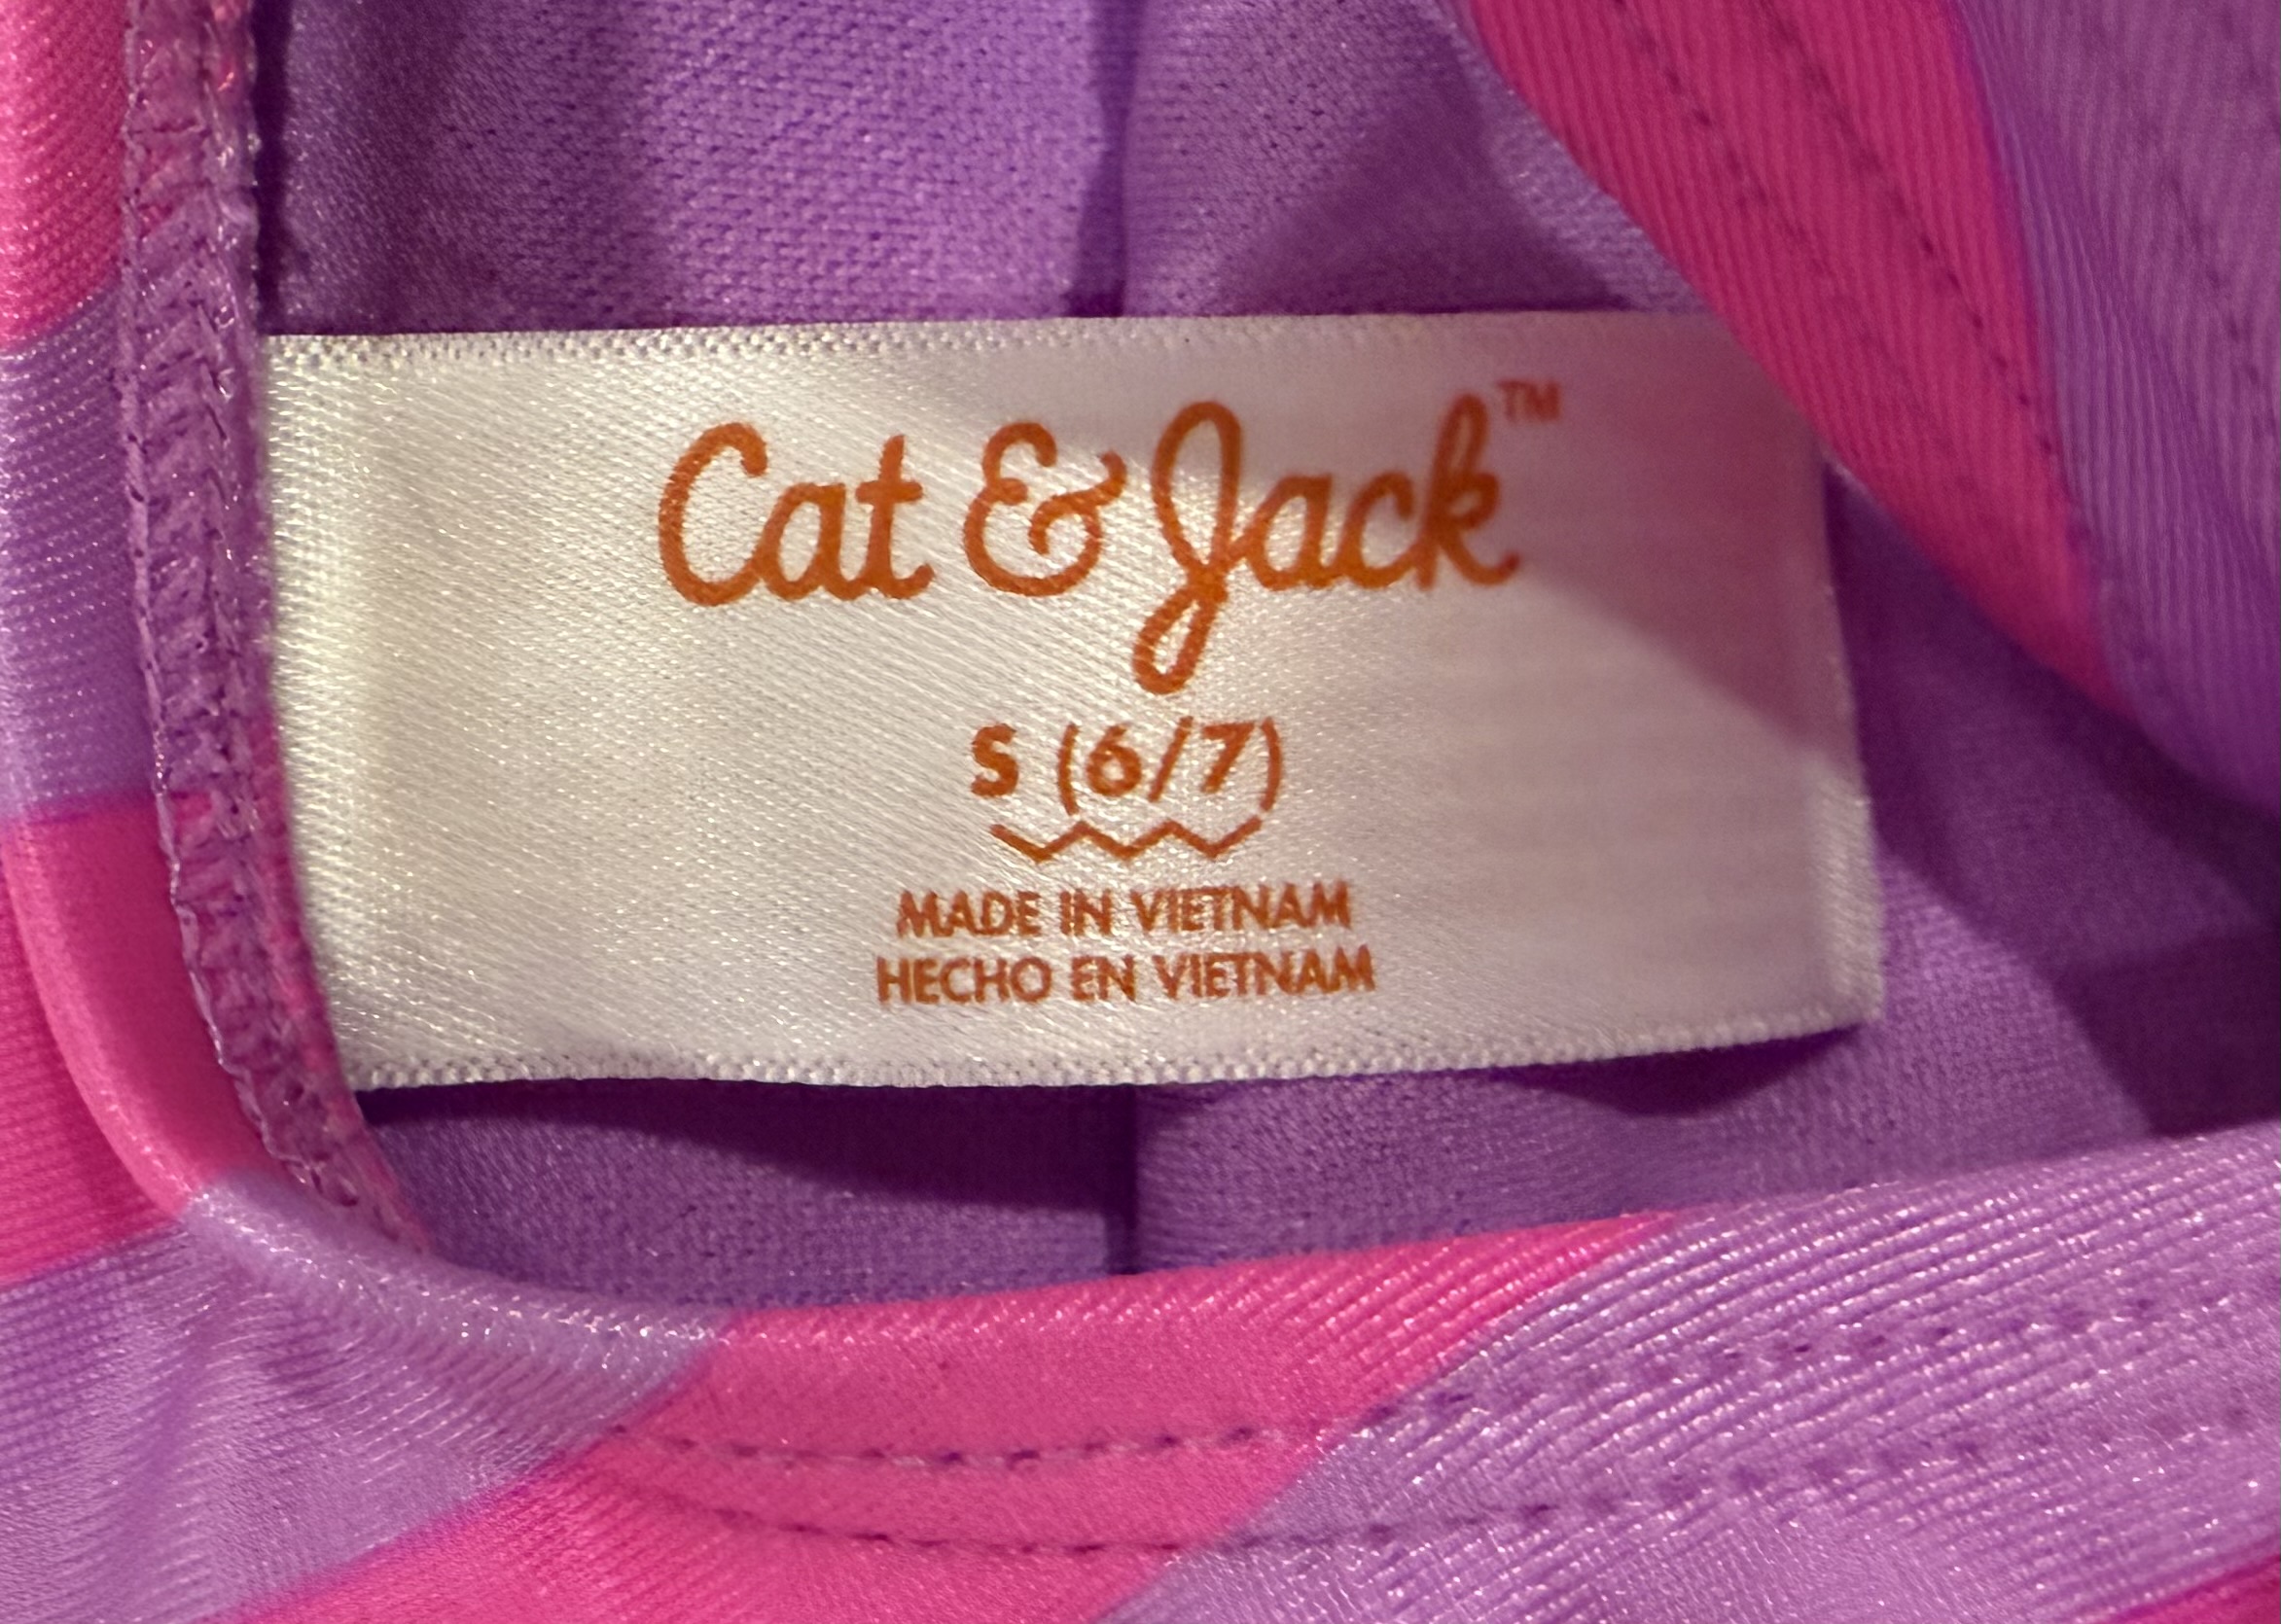 Cat & Jack™
S (6/7)
MADE IN VIETNAM
HECHO EN VIETNAM